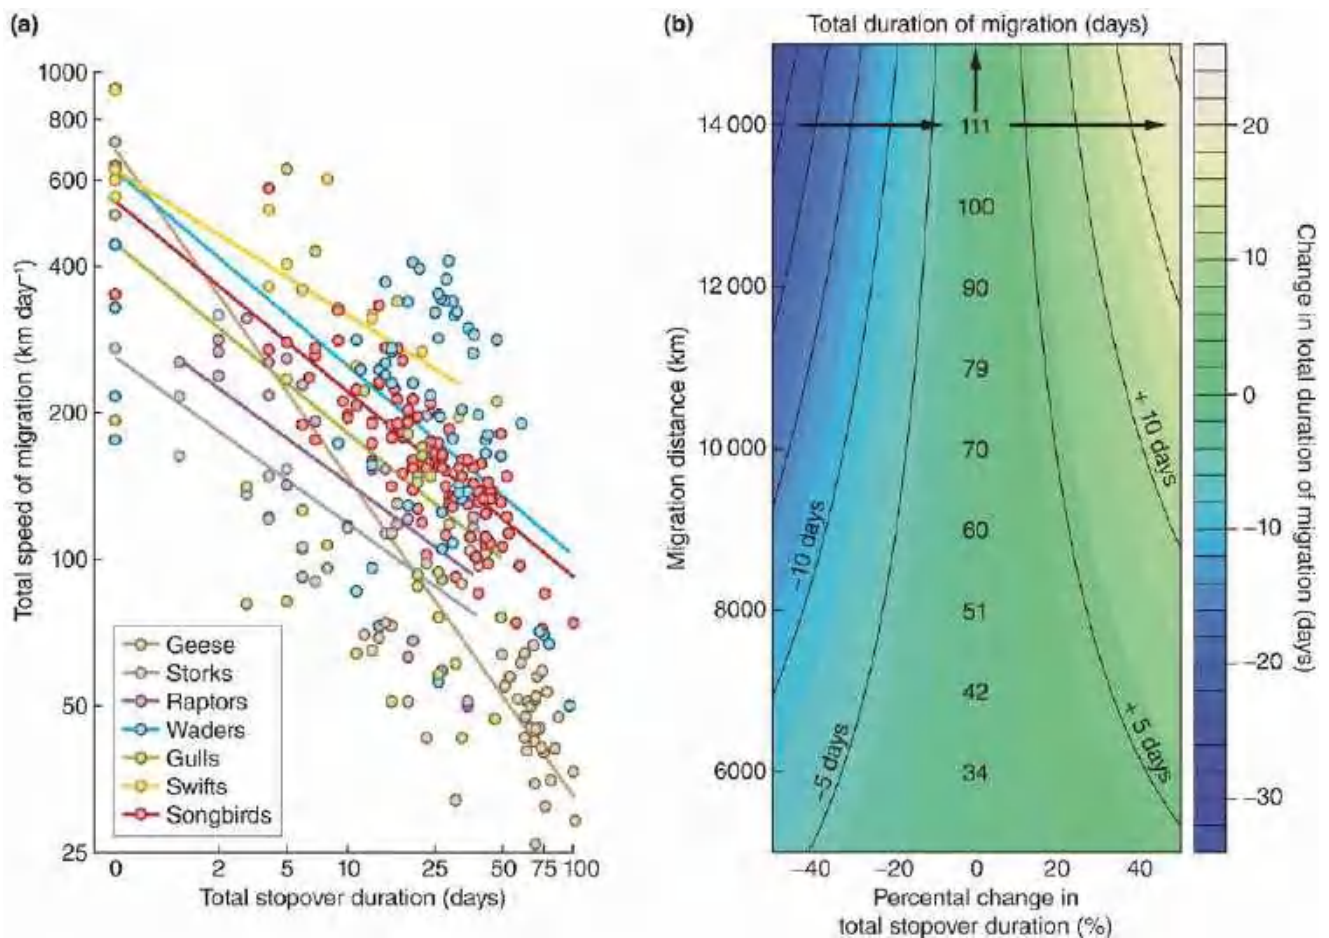 (a)
Total speed of migration (km day⁻¹)
1000
800
600
400
200
100
50
25
Geese
Storks
Raptors
Waders
Gulls
Swifts
Songbirds
0 2 5 10 25 50 75 100
Total stopover duration (days)
(b)
Total duration of migration (days)
Migration distance (km)
14 000
12 000
10 000
8000
6000
111
100
90
79
70
60
51
42
34
−10 days
−5 days
+ 10 days
+ 5 days
−40 −20 0 20 40
Percental change in
total stopover duration (%)
20
10
0
−10
−20
−30
Change in total duration of migration (days)